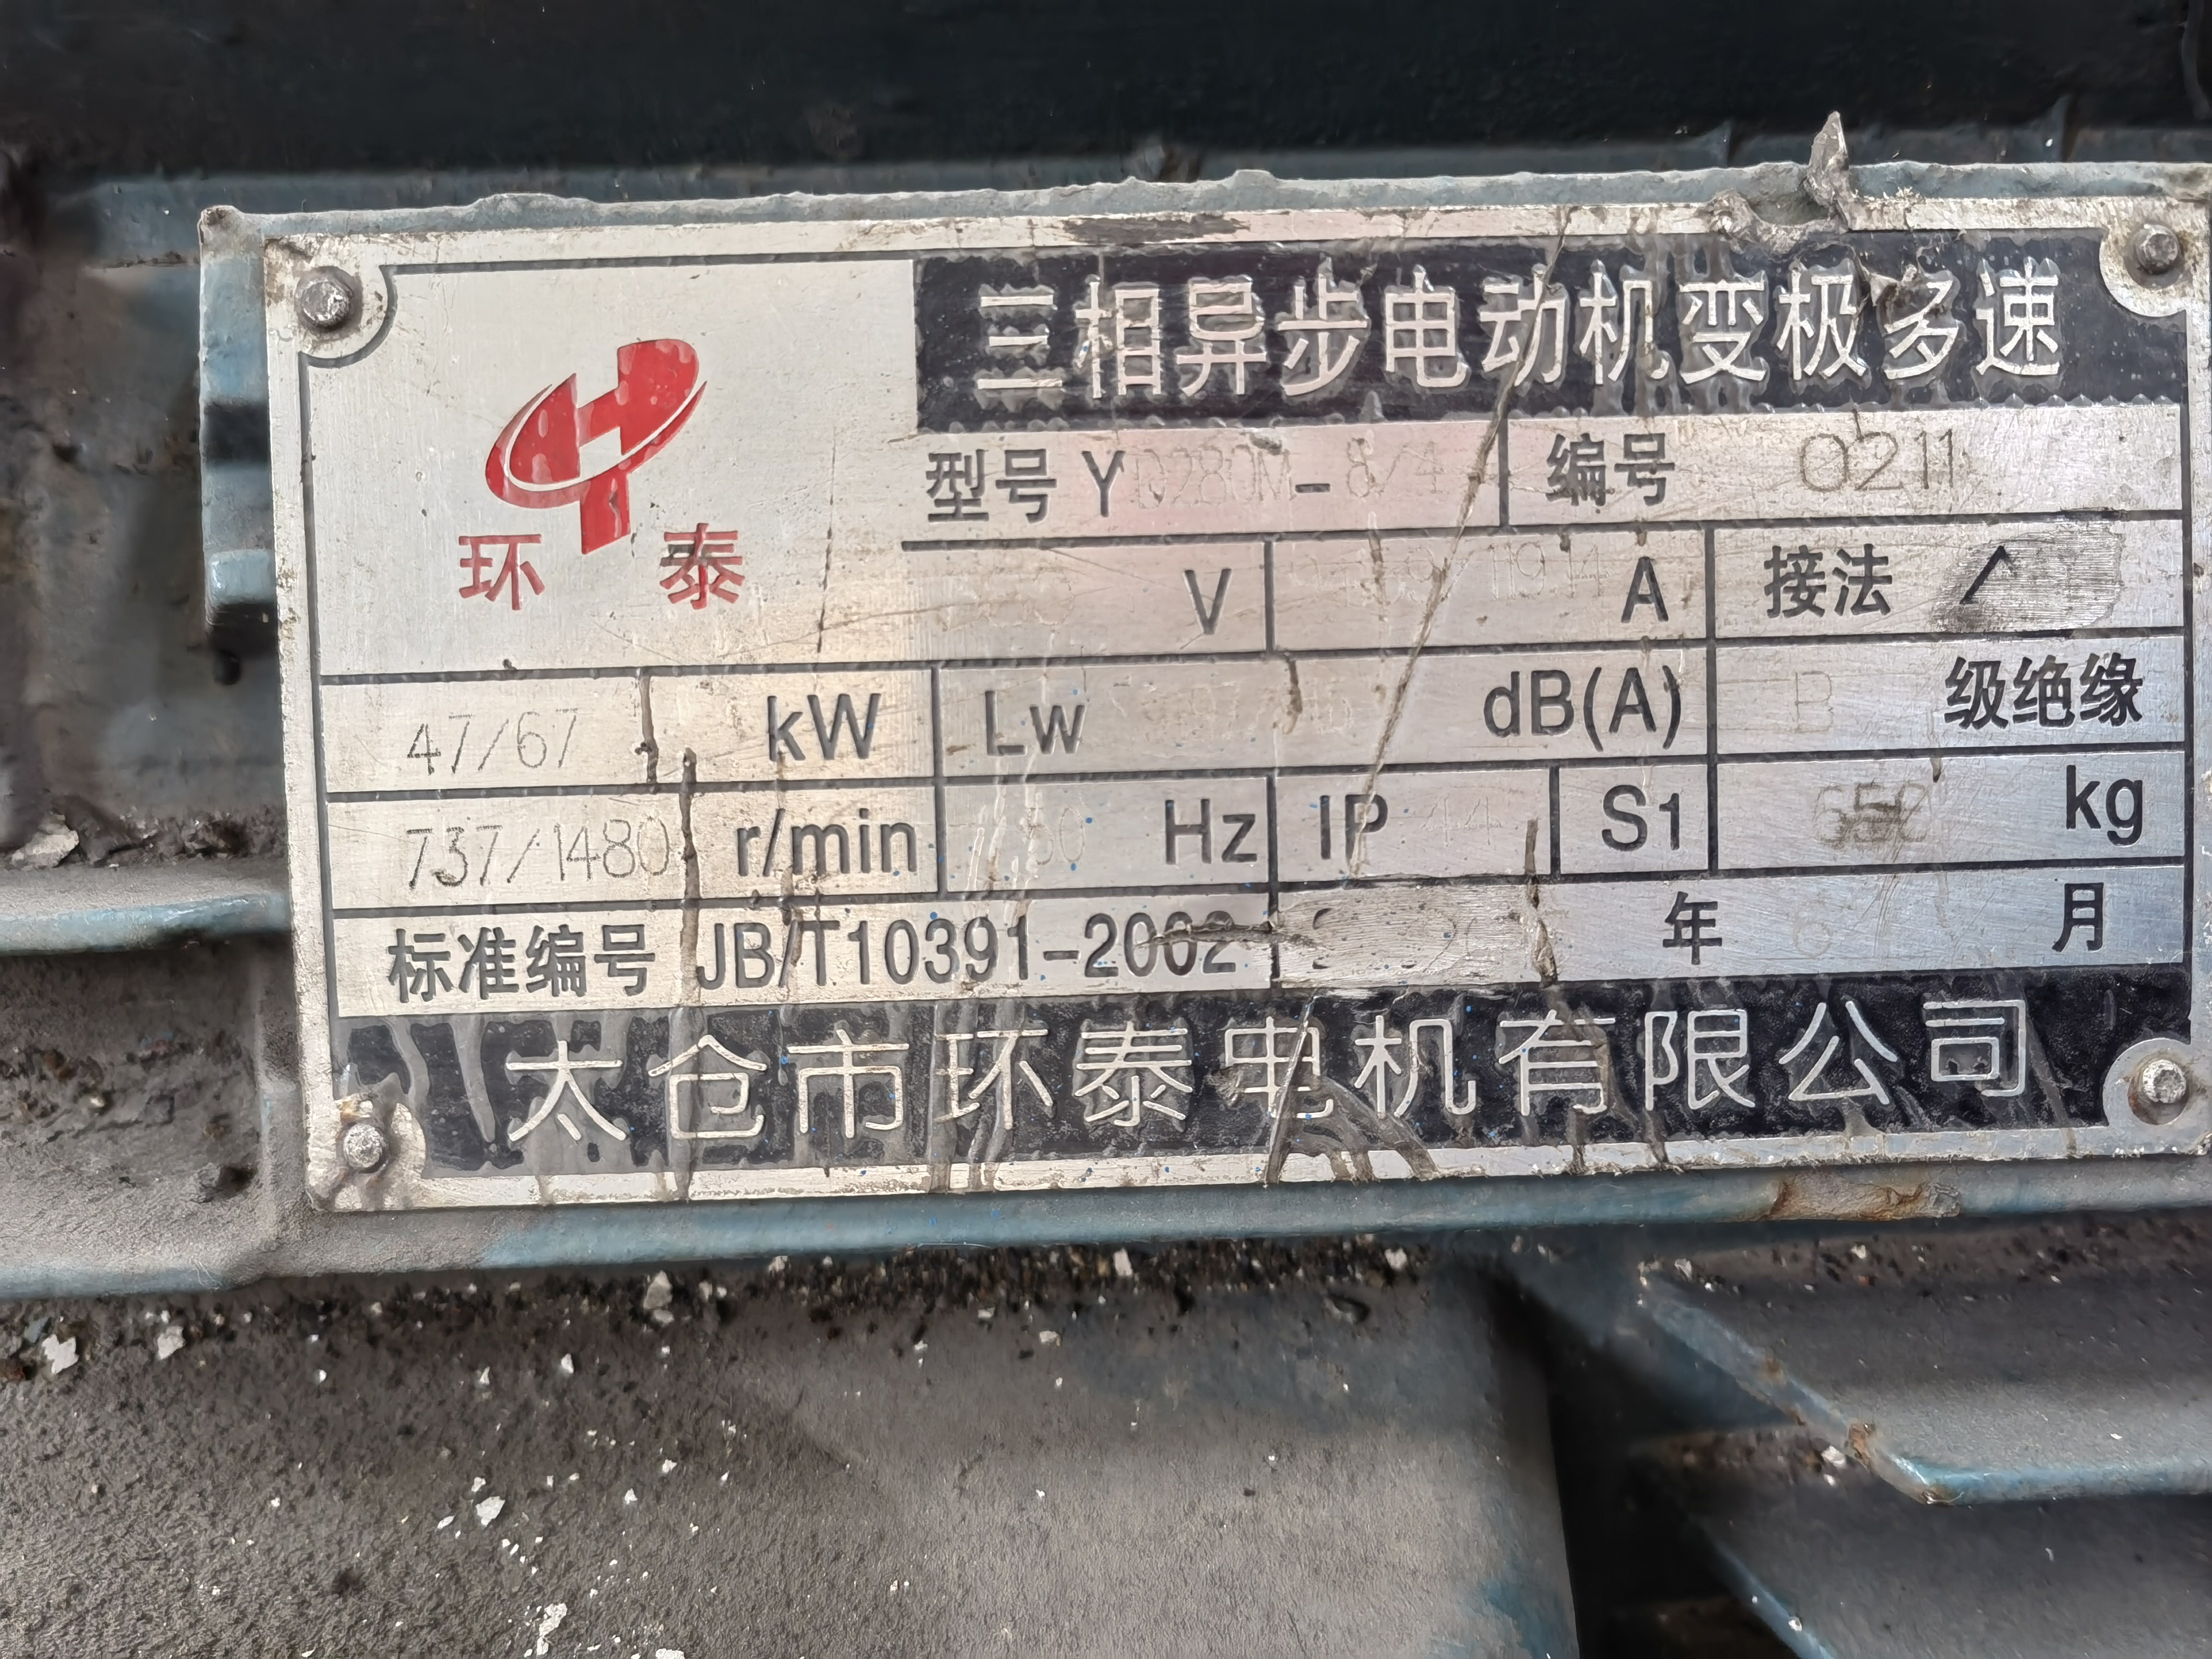 三相异步电动机变极多速
环 泰
型号 YD280M-8/4 编号 0211
V A 接法
47/67 kW Lw dB(A) B 级绝缘
737/1480 r/min 50 Hz IP 44 S1 kg
标准编号 JB/T10391-2002 年 6 月
太仓市环泰电机有限公司